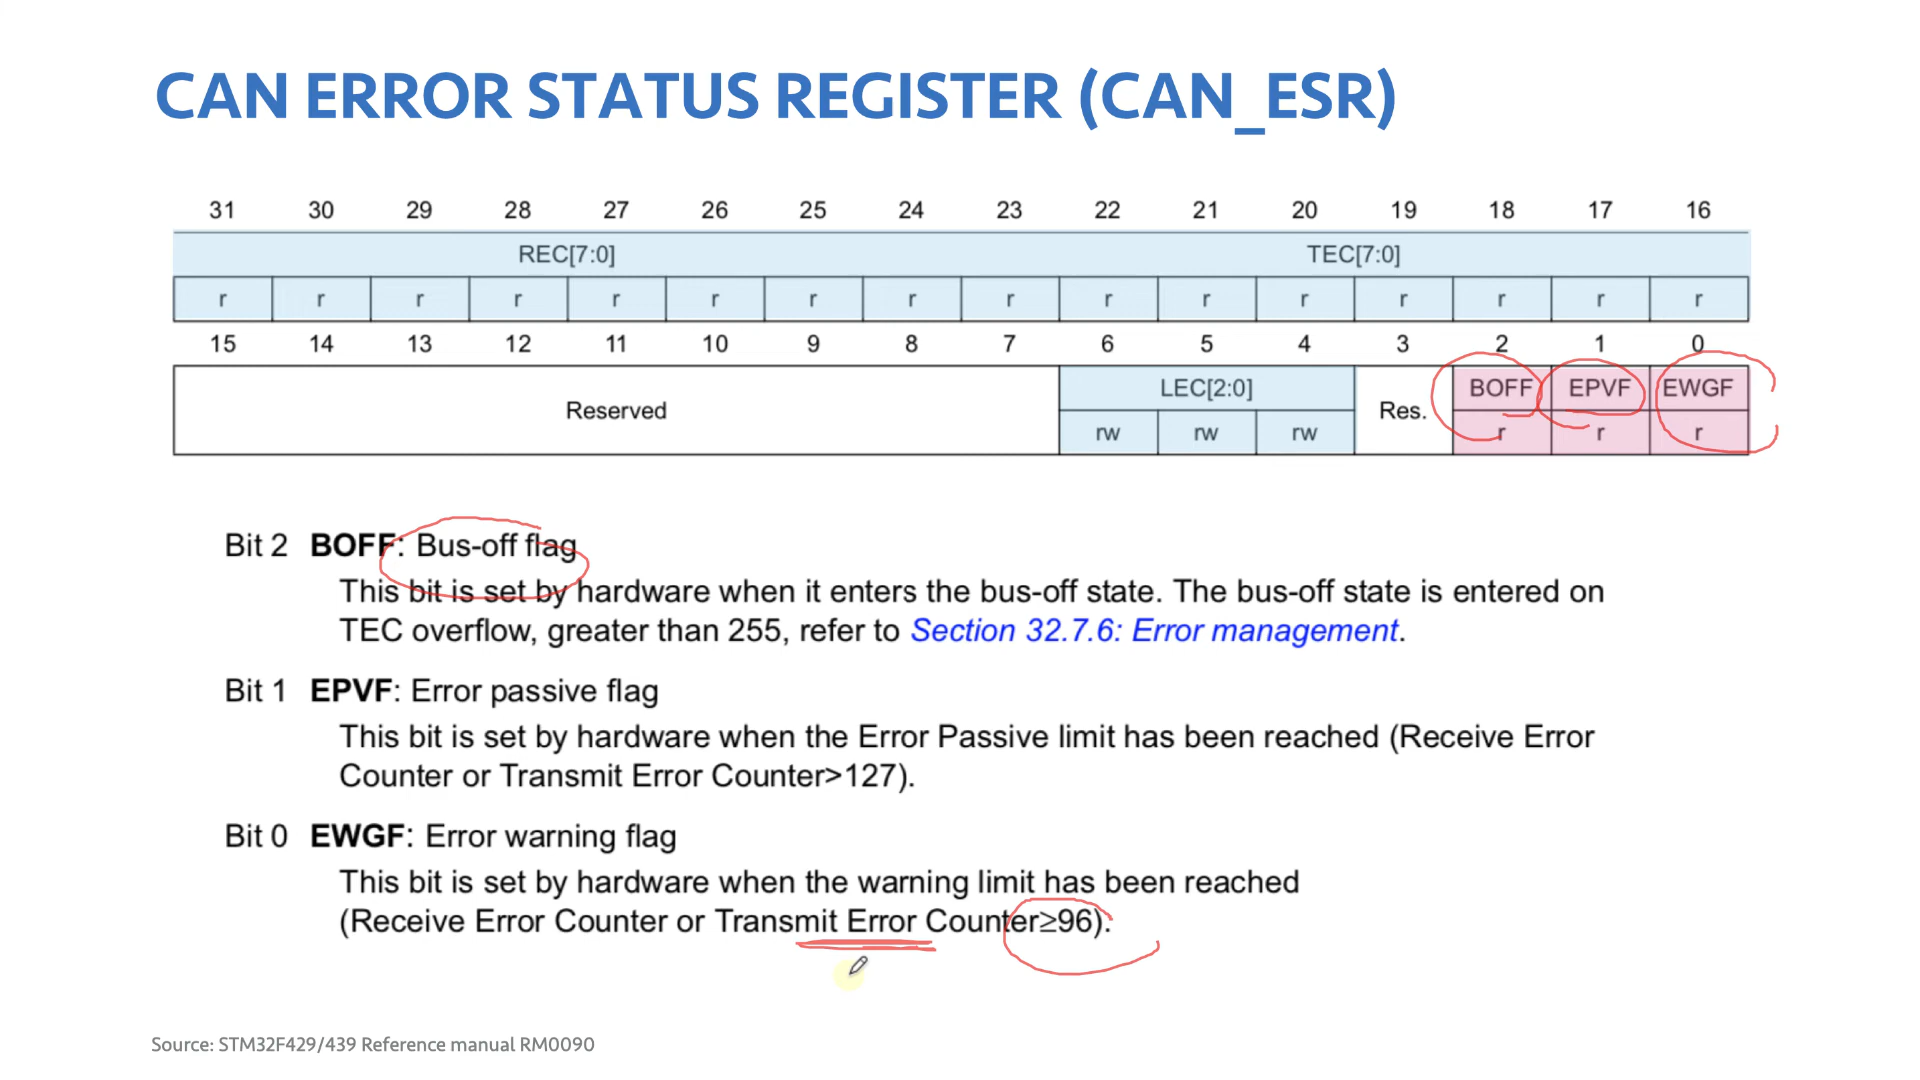 CAN ERROR STATUS REGISTER (CAN_ESR)
31 30 29 28 27 26 25 24 23 22 21 20 19 18 17 16
REC[7:0] TEC[7:0]
r r r r r r r r r r r r r r r r
15 14 13 12 11 10 9 8 7 6 5 4 3 2 1 0
Reserved LEC[2:0] Res. BOFF EPVF EWGF
rw rw rw r r r
Bit 2 BOFF: Bus-off flag
This bit is set by hardware when it enters the bus-off state. The bus-off state is entered on
TEC overflow, greater than 255, refer to Section 32.7.6: Error management.
Bit 1 EPVF: Error passive flag
This bit is set by hardware when the Error Passive limit has been reached (Receive Error
Counter or Transmit Error Counter>127).
Bit 0 EWGF: Error warning flag
This bit is set by hardware when the warning limit has been reached
(Receive Error Counter or Transmit Error Counter≥96).
Source: STM32F429/439 Reference manual RM0090